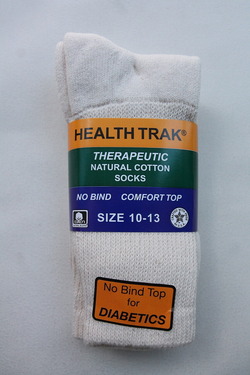 HEALTH TRAK®
THERAPEUTIC
NATURAL COTTON
SOCKS
NO BIND COMFORT TOP
SIZE 10-13
No Bind Top
for
DIABETICS